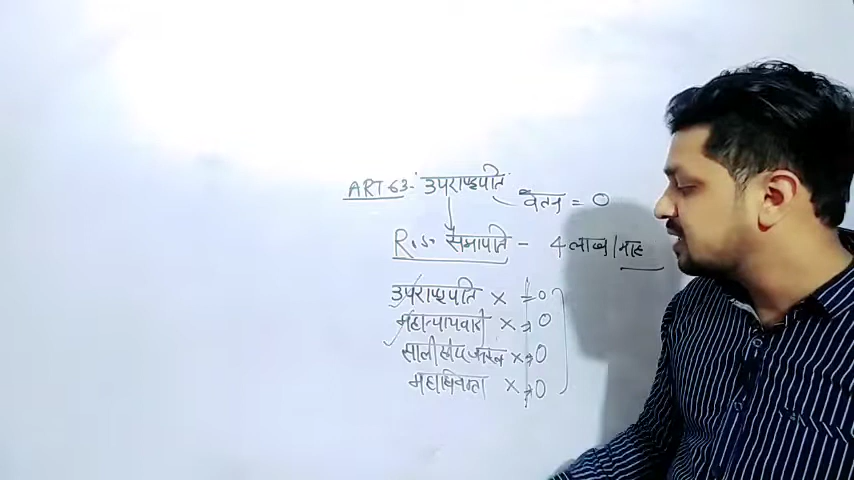 ART 63- उपराष्ट्रपति
वेतन = 0
R.S. सभापति - 4 लाख / माह
उपराष्ट्रपति × = 0
महान्यायवादी × → 0
सालीसीटर जनरल × → 0
महाधिवक्ता × → 0